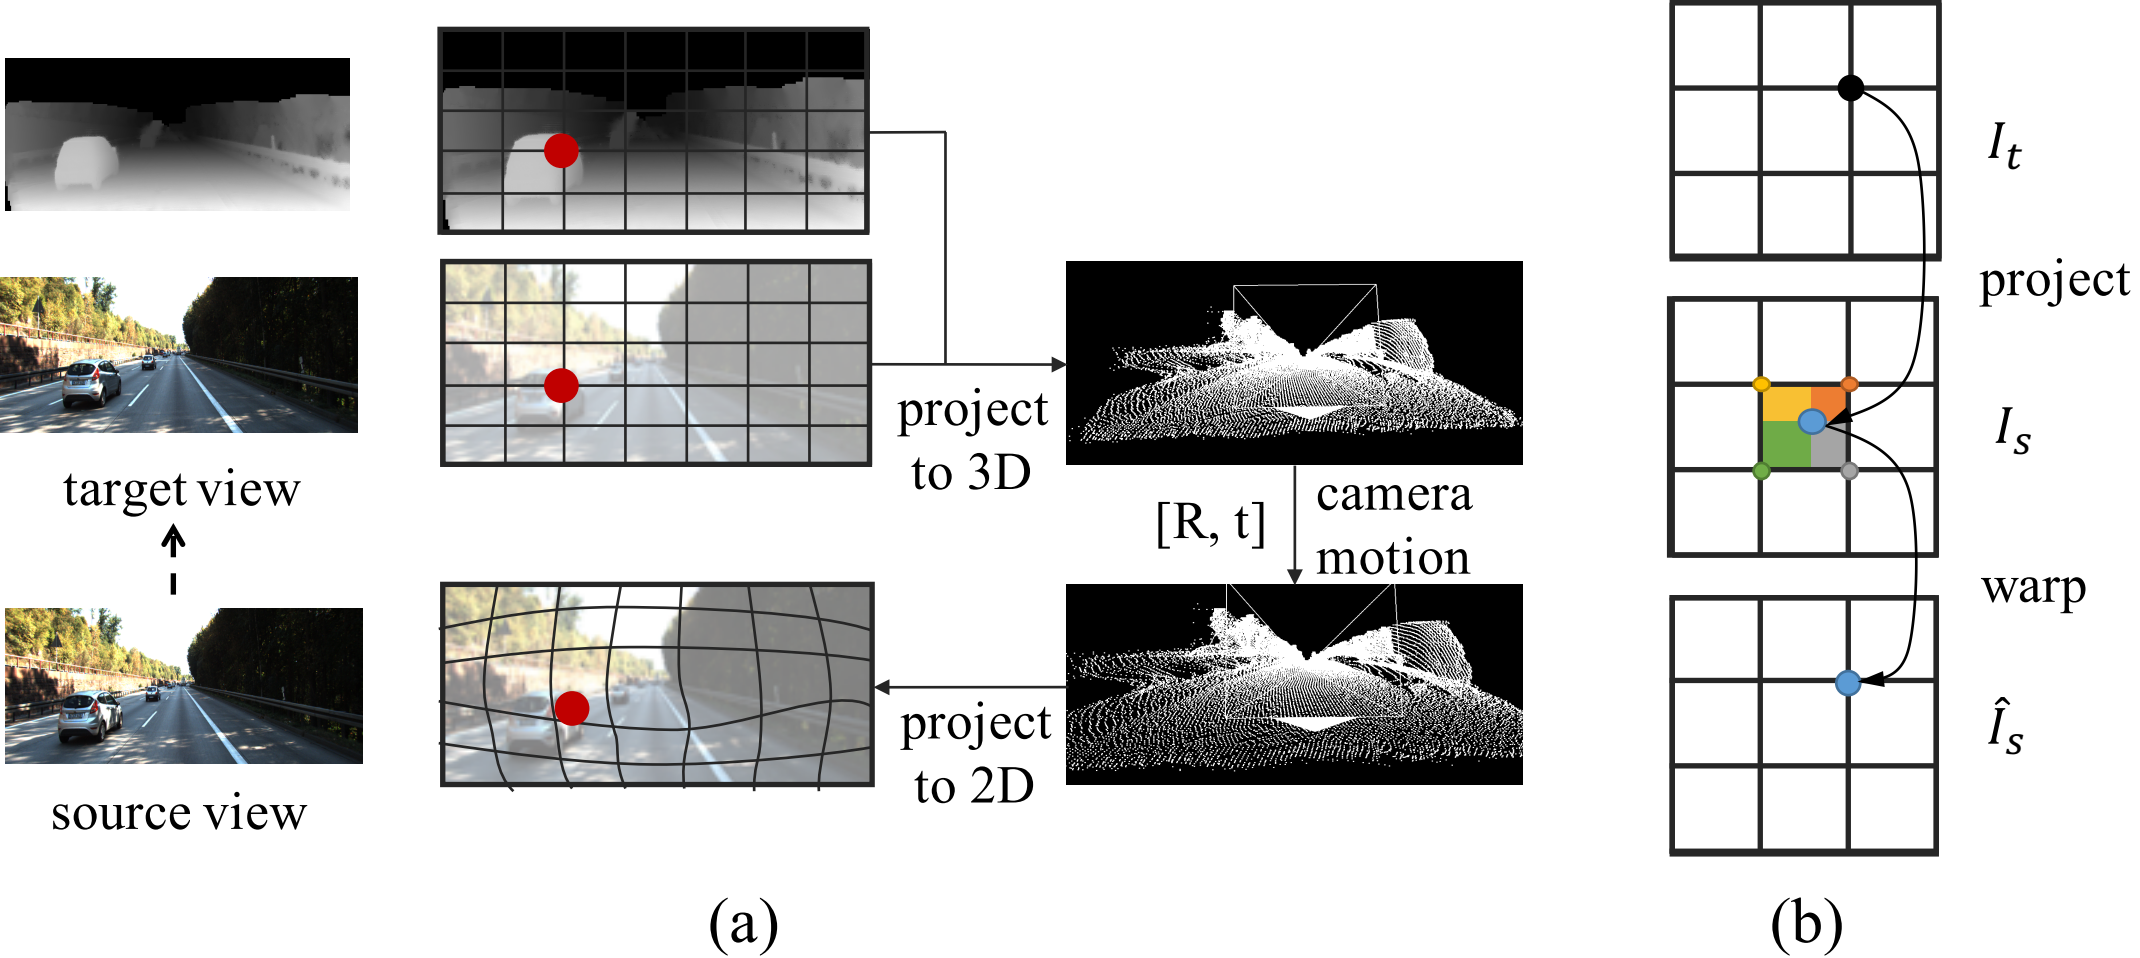 target view
source view
project
to 3D
[R, t]
camera
motion
project
to 2D
(a)
I_t
project
I_s
warp
Î_s
(b)